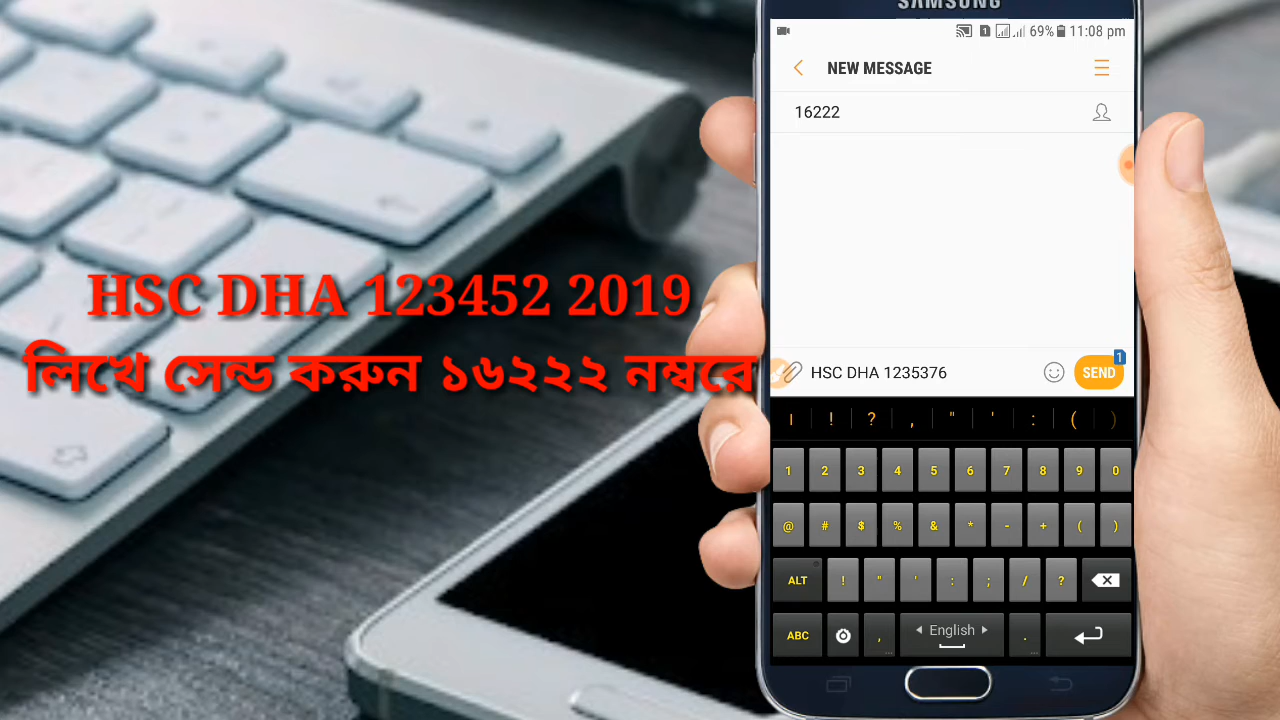 SAMSUNG
69% 11:08 pm
NEW MESSAGE
16222
HSC DHA 123452 2019
লিখে সেন্ড করুন ১৬২২২ নম্বরে
HSC DHA 1235376
1
SEND
। ! ? , " ' : ( )
1 2 3 4 5 6 7 8 9 0
@ # $ % & * - + ( )
ALT ! " ' : ; / ?
ABC , English .